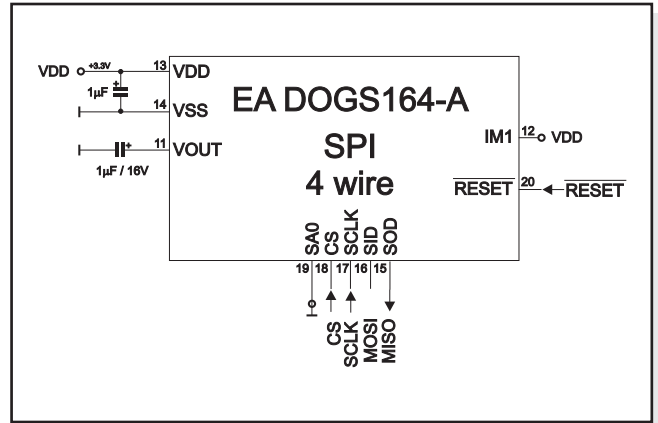 EA DOGS164-A
SPI
4 wire
VDD
+3.3V
13
VDD
1µF
+
14
VSS
11
VOUT
+
1µF / 16V
IM1
12
VDD
RESET
20
RESET
SA0
CS
SCLK
SID
SOD
19
18
17
16
15
CS
SCLK
MOSI
MISO